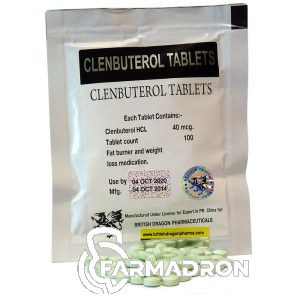 CLENBUTEROL TABLETS
CLENBUTEROL TABLETS
Each Tablet Contains:-
Clenbuterol HCL 40 mcg.
Tablet count 100
Fat burner and weight
loss medication.
Use by 04 OCT 2020
Mfg. 04 OCT 2014
Manufactured Under License for Export in PR. China for
BRITISH DRAGON PHARMACEUTICALS
www.britishdragonpharma.com
FARMADRON